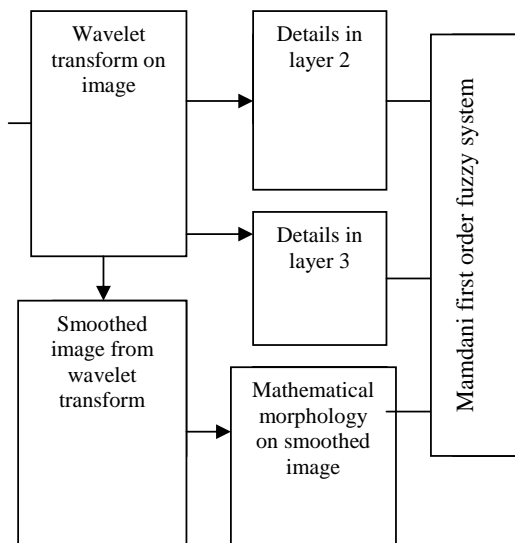 Wavelet
transform on
image
Details in
layer 2
Details in
layer 3
Smoothed
image from
wavelet
transform
Mathematical
morphology
on smoothed
image
Mamdani first order fuzzy system